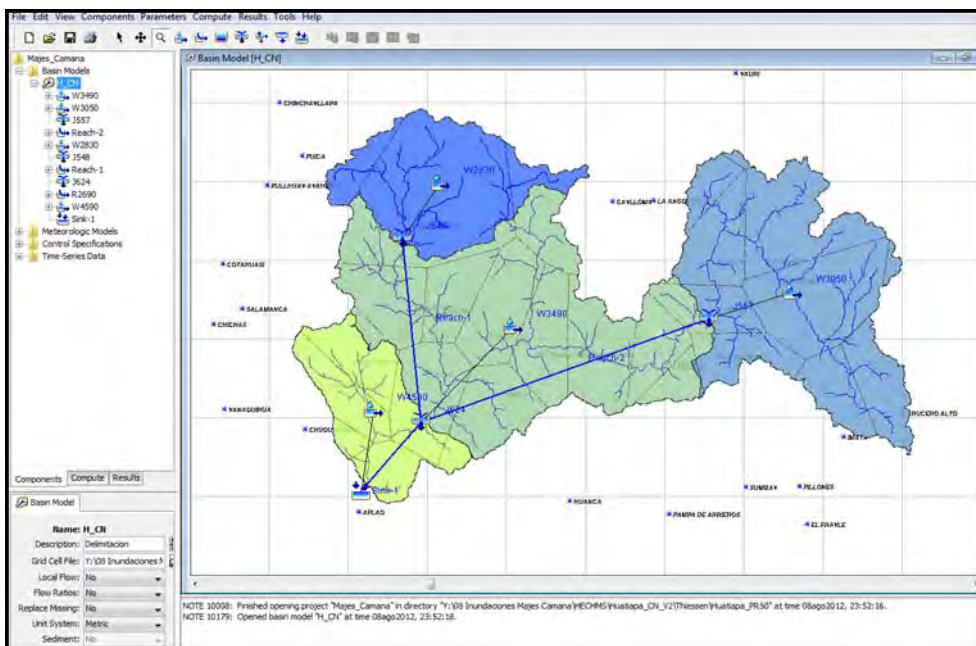 File Edit View Components Parameters Compute Results Tools Help
Majes_Camana
Basin Models
H_CN
W3490
W3050
J557
Reach-2
W2830
J548
Reach-1
J624
R2690
W4590
Sink-1
Meteorologic Models
Control Specifications
Time-Series Data
Components Compute Results
Basin Model
Name: H_CN
Description: Delimitacion
Grid Cell File: Y:\08 Inundaciones M
Local Flow: No
Flow Ratios: No
Replace Missing: No
Unit System: Metric
Sediment: No
Basin Model [H_CN]
YAURI
CHINCHAYLLAPA
PUICA
W2830
CAYLLOMA
LA ANGO
COTAHUASI
W3050
J557
SALAMANCA
Reach-1
W3490
CHICHAS
Reach-2
W4590
J624
YANAQUIHUA
CRUCERO ALTO
IMATA
Sink-1
SUMBAY
PILLONES
HUANCA
APLAO
PAMPA DE ARRIEROS
EL FRAYLE
NOTE 10008: Finished opening project "Majes_Camana" in directory "Y:\08 Inundaciones Majes Camana\HECHMS\Huatiapa_CN_V2\Thiessen\Huatiapa_PR50" at time 08ago2012, 23:52:16.
NOTE 10179: Opened basin model "H_CN" at time 08ago2012, 23:52:18.